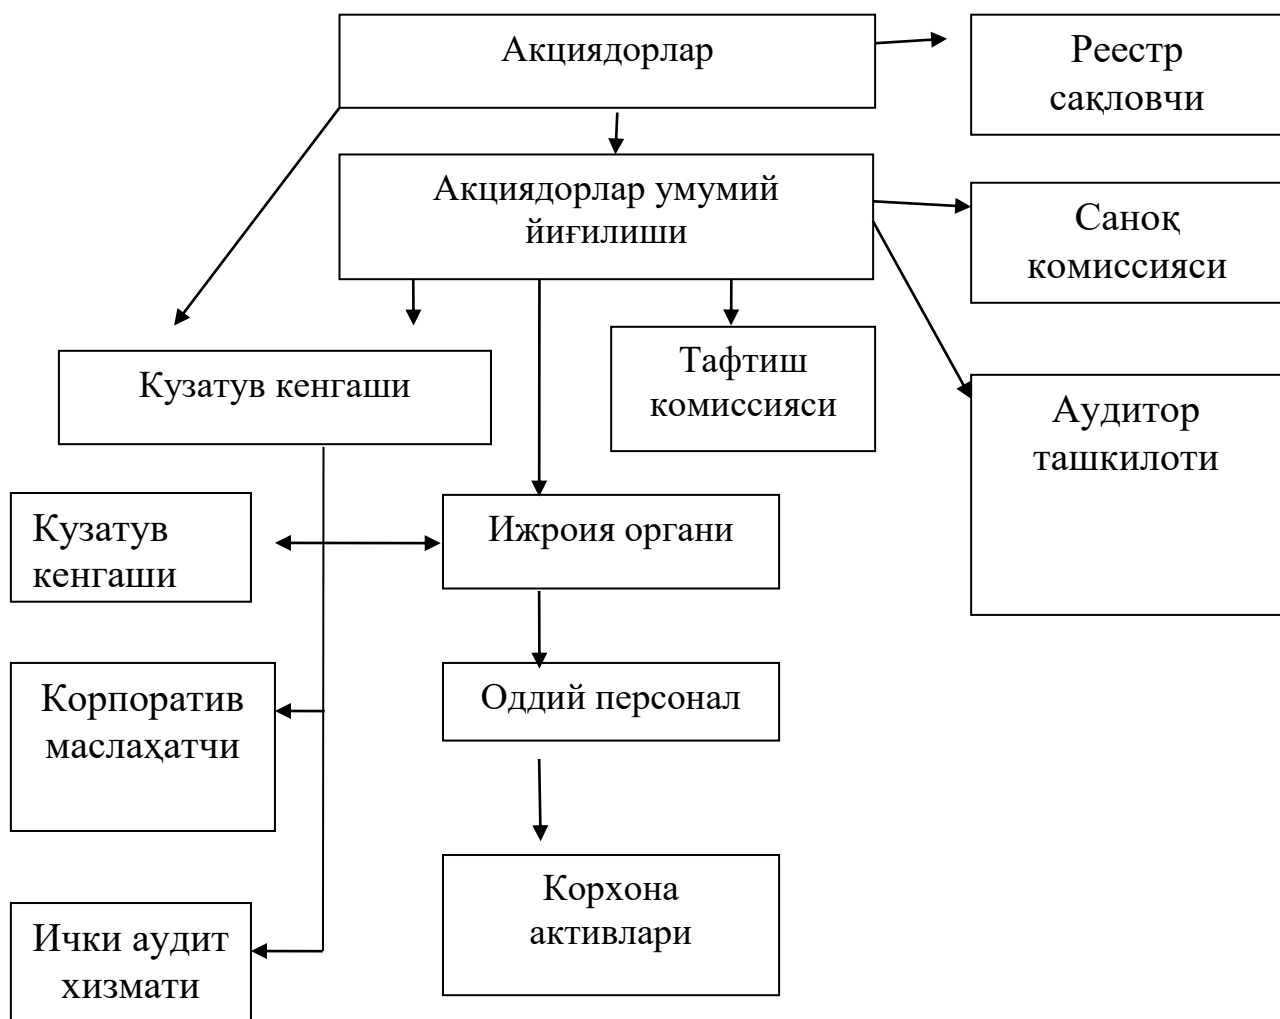 Акциядорлар
Реестр
сақловчи
Акциядорлар умумий
йиғилиши
Саноқ
комиссияси
Кузатув кенгаши
Тафтиш
комиссияси
Аудитор
ташкилоти
Кузатув
кенгаши
Ижроия органи
Корпоратив
маслаҳатчи
Оддий персонал
Корхона
активлари
Ички аудит
хизмати